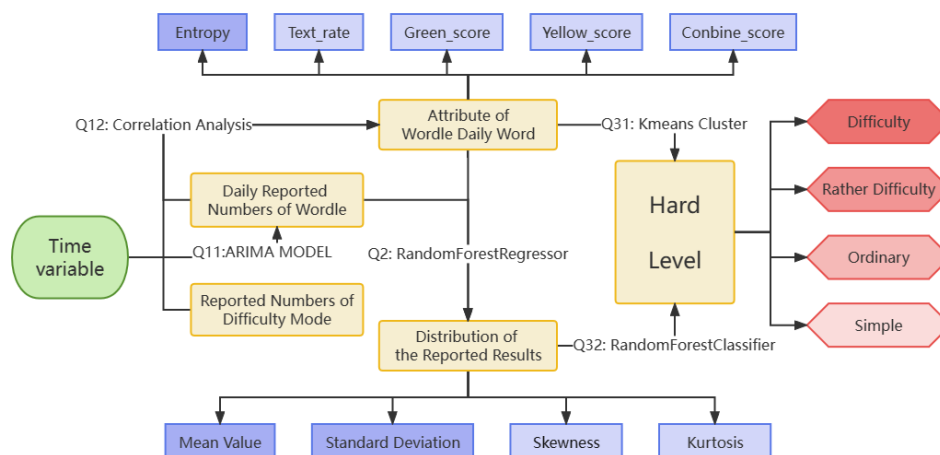 Entropy
Text_rate
Green_score
Yellow_score
Conbine_score
Q12: Correlation Analysis
Attribute of
Wordle Daily Word
Q31: Kmeans Cluster
Difficulty
Daily Reported
Numbers of Wordle
Hard
Level
Rather Difficulty
Time
variable
Q11:ARIMA MODEL
Q2: RandomForestRegressor
Ordinary
Reported Numbers of
Difficulty Mode
Distribution of
the Reported Results
Q32: RandomForestClassifier
Simple
Mean Value
Standard Deviation
Skewness
Kurtosis